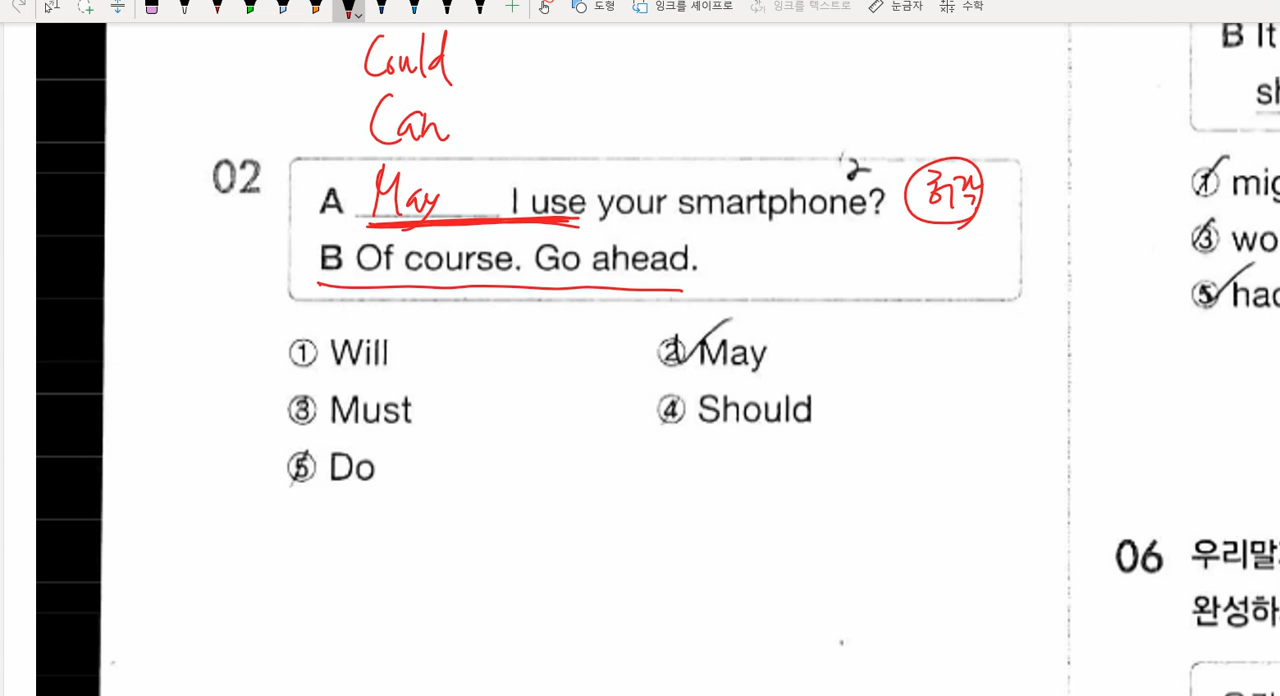 도형 잉크를 셰이프로 잉크를 텍스트로 눈금자 수학
Could
Can
02
A May I use your smartphone? 허락
2
B Of course. Go ahead.
① Will
② May
③ Must
④ Should
⑤ Do
B It
sh
① mig
③ wo
⑤ had
06 우리말
완성하